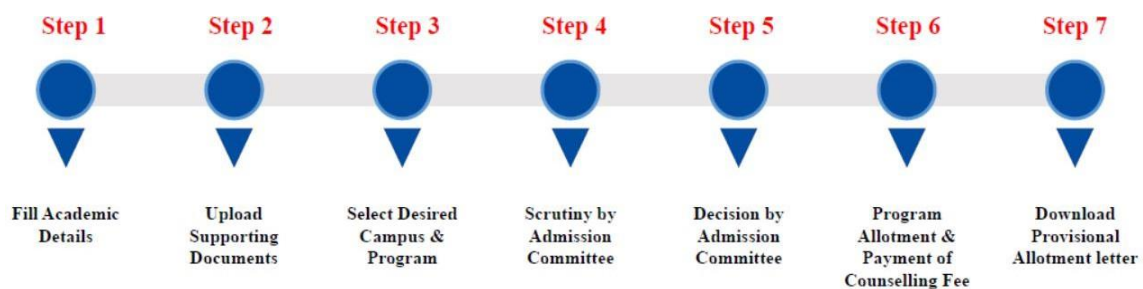 Step 1
Step 2
Step 3
Step 4
Step 5
Step 6
Step 7
Fill Academic
Details
Upload
Supporting
Documents
Select Desired
Campus &
Program
Scrutiny by
Admission
Committee
Decision by
Admission
Committee
Program
Allotment &
Payment of
Counselling Fee
Download
Provisional
Allotment letter